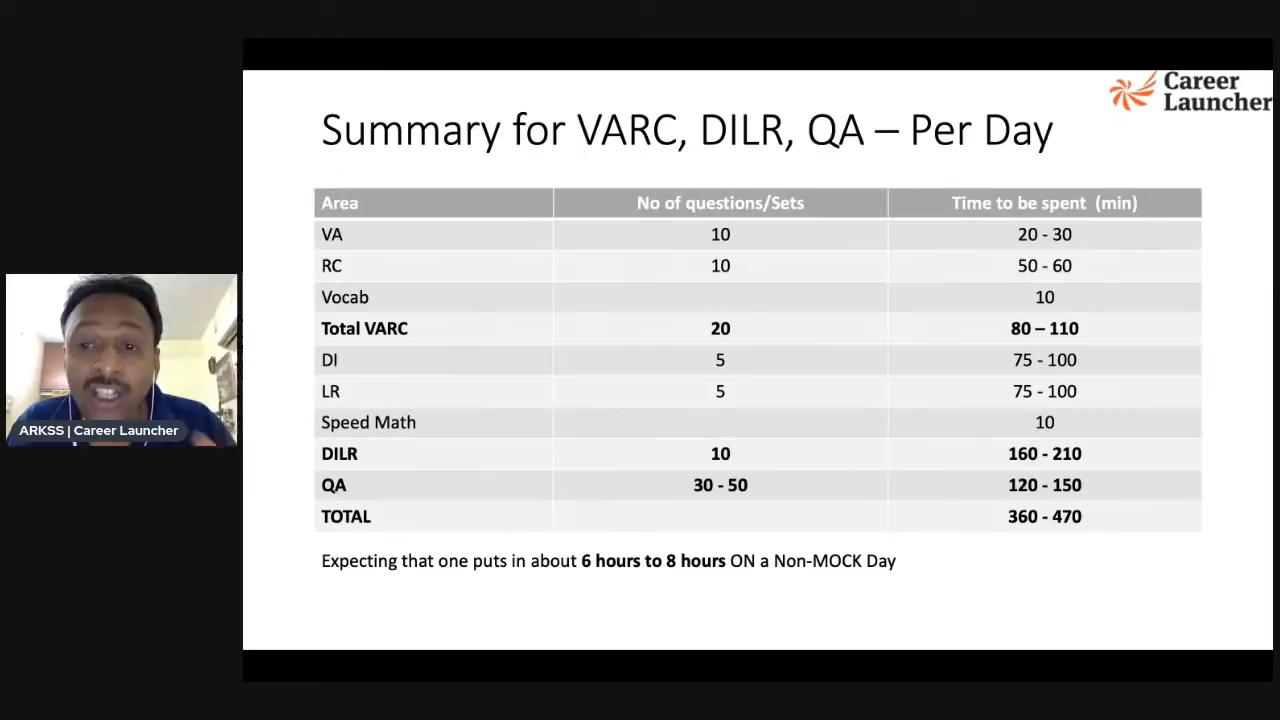 Career
Launcher
Summary for VARC, DILR, QA – Per Day
Area No of questions/Sets Time to be spent (min)
VA 10 20 - 30
RC 10 50 - 60
Vocab 10
Total VARC 20 80 – 110
DI 5 75 - 100
LR 5 75 - 100
Speed Math 10
DILR 10 160 - 210
QA 30 - 50 120 - 150
TOTAL 360 - 470
Expecting that one puts in about 6 hours to 8 hours ON a Non-MOCK Day
ARKSS | Career Launcher